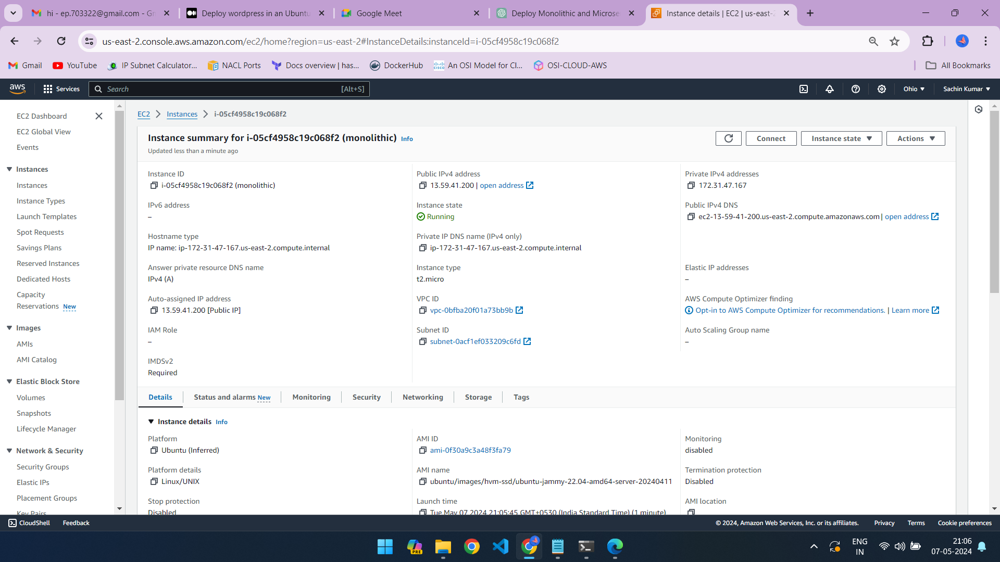 hi - ep.703322@gmail.com - Gm
Deploy wordpress in an Ubuntu
Google Meet
Deploy Monolithic and Microse
Instance details | EC2 | us-east-2
us-east-2.console.aws.amazon.com/ec2/home?region=us-east-2#InstanceDetails:instanceId=i-05cf4958c19c068f2
Gmail
YouTube
IP Subnet Calculator...
NACL Ports
Docs overview | has...
DockerHub
An OSI Model for Cl...
OSI-CLOUD-AWS
All Bookmarks
aws
Services
Search
[Alt+S]
Ohio
Sachin Kumar
EC2 Dashboard
EC2 Global View
Events
Instances
Instances
Instance Types
Launch Templates
Spot Requests
Savings Plans
Reserved Instances
Dedicated Hosts
Capacity
Reservations New
Images
AMIs
AMI Catalog
Elastic Block Store
Volumes
Snapshots
Lifecycle Manager
Network & Security
Security Groups
Elastic IPs
Placement Groups
Key Pairs
EC2
Instances
i-05cf4958c19c068f2
Instance summary for i-05cf4958c19c068f2 (monolithic) Info
Updated less than a minute ago
Connect
Instance state
Actions
Instance ID
i-05cf4958c19c068f2 (monolithic)
Public IPv4 address
13.59.41.200 | open address
Private IPv4 addresses
172.31.47.167
IPv6 address
–
Instance state
Running
Public IPv4 DNS
ec2-13-59-41-200.us-east-2.compute.amazonaws.com | open address
Hostname type
IP name: ip-172-31-47-167.us-east-2.compute.internal
Private IP DNS name (IPv4 only)
ip-172-31-47-167.us-east-2.compute.internal
Answer private resource DNS name
IPv4 (A)
Instance type
t2.micro
Elastic IP addresses
–
Auto-assigned IP address
13.59.41.200 [Public IP]
VPC ID
vpc-0bfba20f01a73bb9b
AWS Compute Optimizer finding
Opt-in to AWS Compute Optimizer for recommendations. | Learn more
IAM Role
–
Subnet ID
subnet-0acf1ef033209c6fd
Auto Scaling Group name
–
IMDSv2
Required
Details
Status and alarms New
Monitoring
Security
Networking
Storage
Tags
Instance details Info
Platform
Ubuntu (Inferred)
AMI ID
ami-0f30a9c3a48f3fa79
Monitoring
disabled
Platform details
Linux/UNIX
AMI name
ubuntu/images/hvm-ssd/ubuntu-jammy-22.04-amd64-server-20240411
Termination protection
Disabled
Stop protection
Disabled
Launch time
Tue May 07 2024 21:05:45 GMT+0530 (India Standard Time) (1 minute)
AMI location
CloudShell
Feedback
© 2024, Amazon Web Services, Inc. or its affiliates.
Privacy
Terms
Cookie preferences
PRE
ENG
IN
21:06
07-05-2024